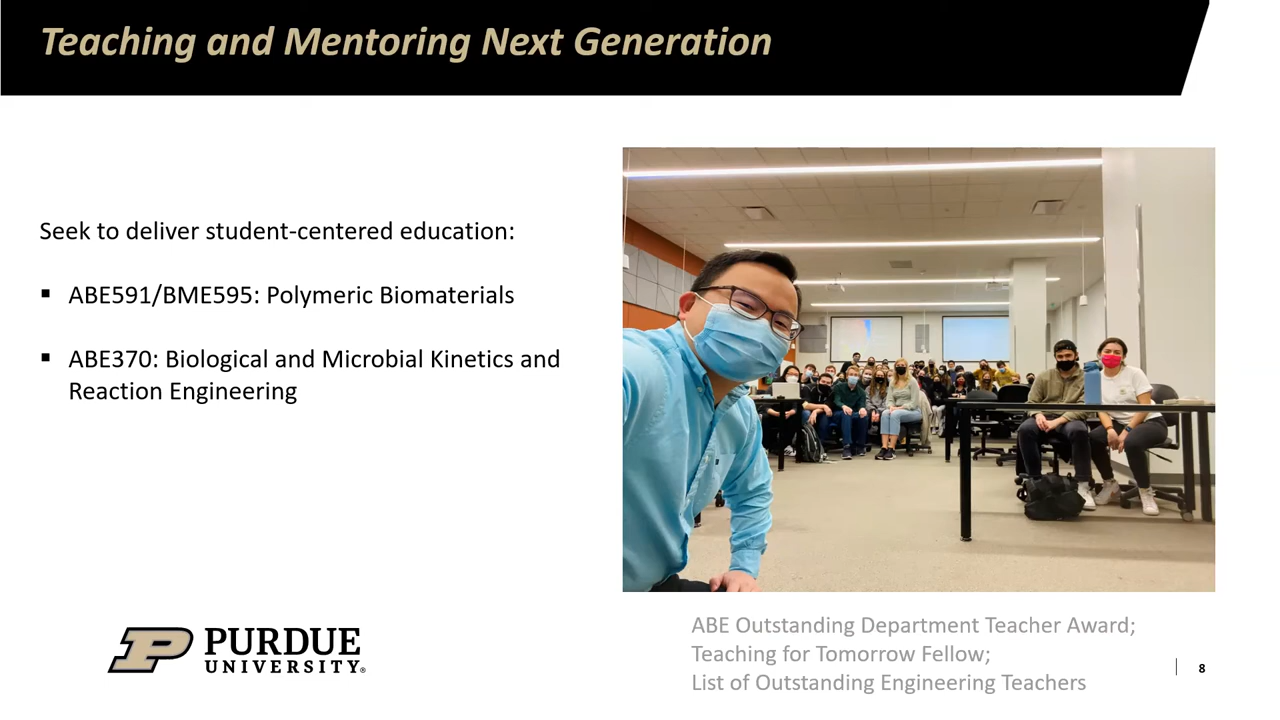 Teaching and Mentoring Next Generation
Seek to deliver student-centered education:
▪ ABE591/BME595: Polymeric Biomaterials
▪ ABE370: Biological and Microbial Kinetics and
Reaction Engineering
PURDUE
UNIVERSITY®
ABE Outstanding Department Teacher Award;
Teaching for Tomorrow Fellow;
List of Outstanding Engineering Teachers
8